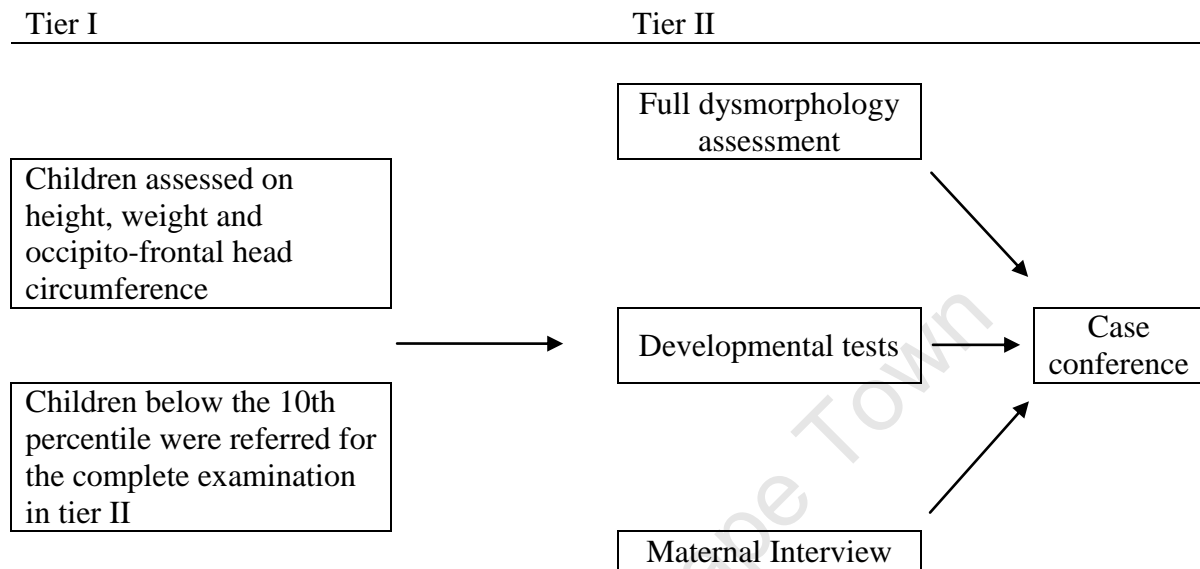 Tier I
Tier II
Children assessed on
height, weight and
occipito-frontal head
circumference
Children below the 10th
percentile were referred for
the complete examination
in tier II
Full dysmorphology
assessment
Developmental tests
Maternal Interview
Case
conference
Town